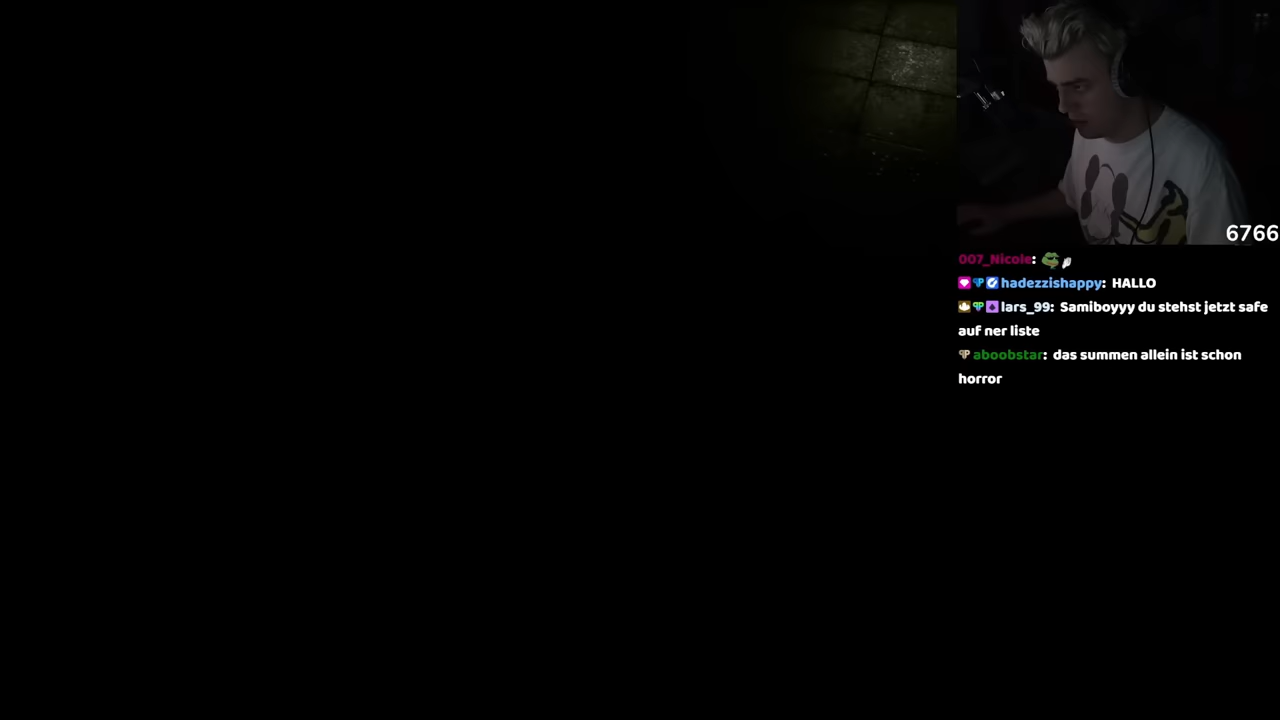 6766
007_Nicole:
hadezzishappy: HALLO
lars_99: Samiboyyy du stehst jetzt safe
auf ner liste
aboobstar: das summen allein ist schon
horror